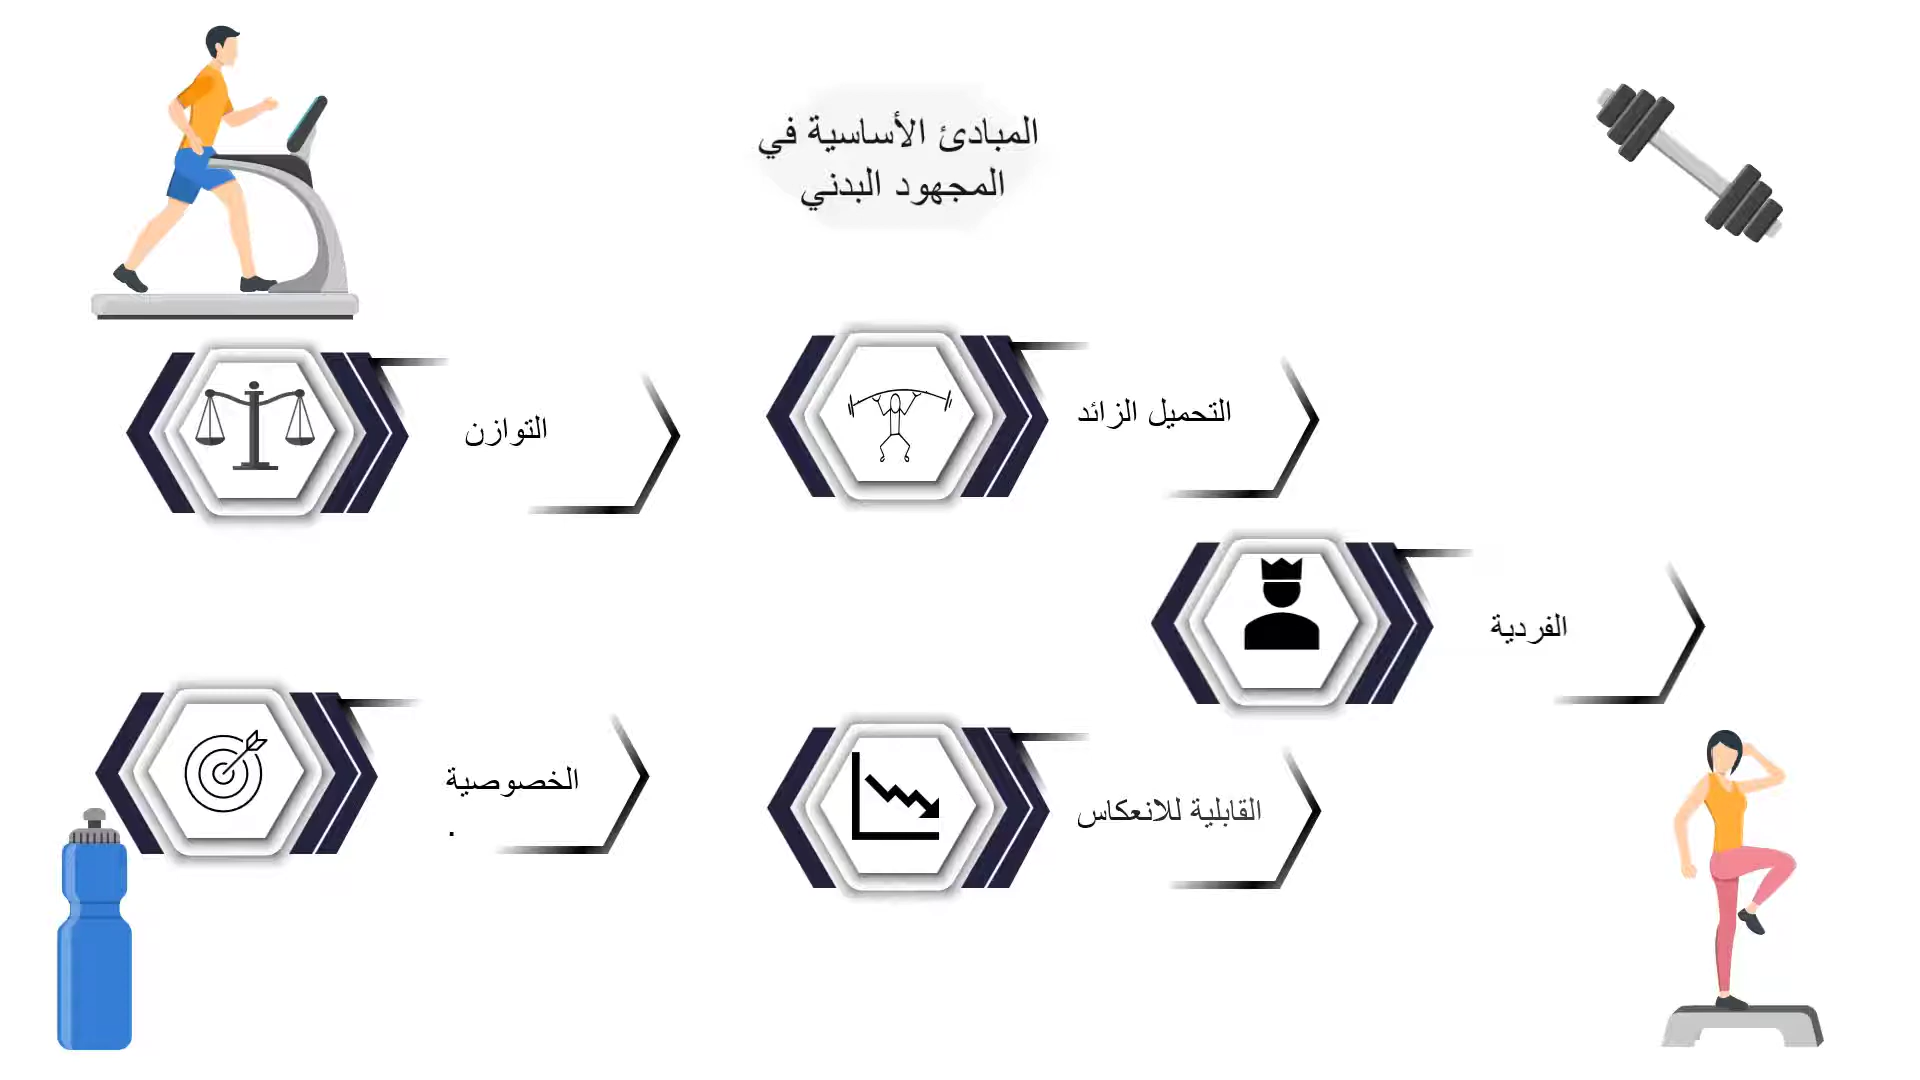 المبادئ الأساسية في
المجهود البدني
التحميل الزائد
التوازن
الفردية
القابلية للانعكاس
الخصوصية
.